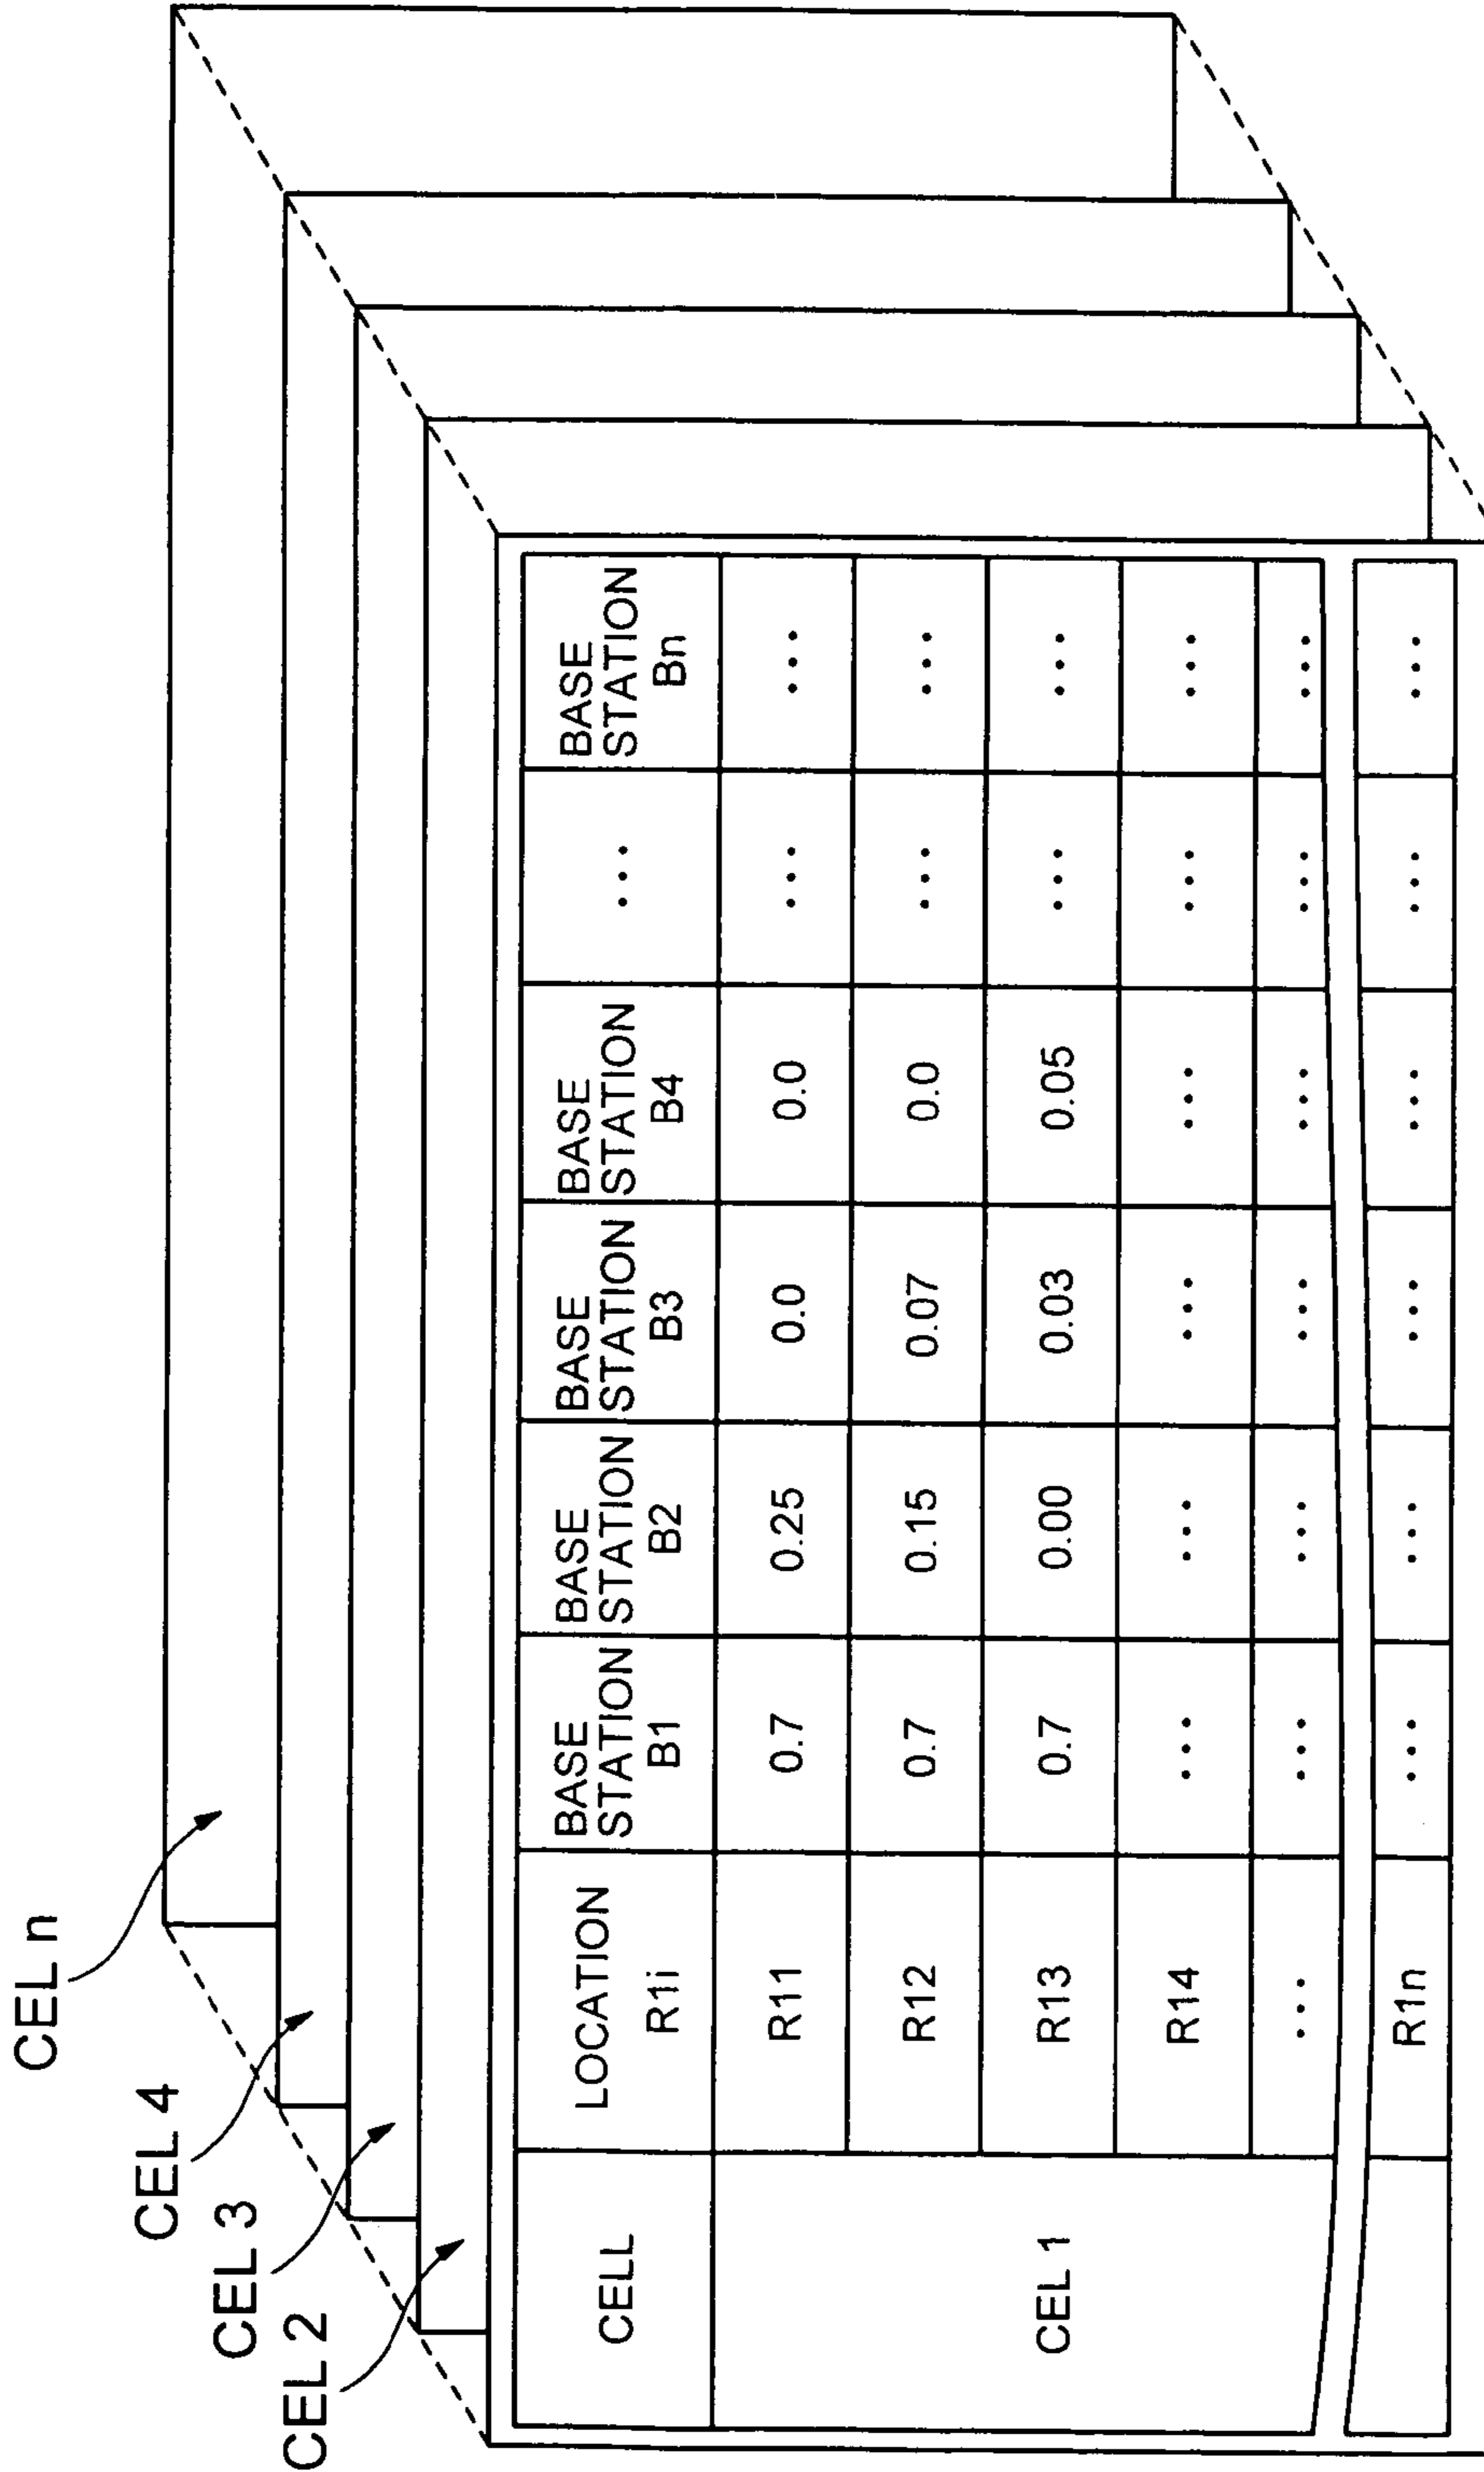 CEL n
CEL 4
CEL 3
CEL 2
CELL
LOCATION
R1i
BASE
STATION
B1
BASE
STATION
B2
BASE
STATION
B3
BASE
STATION
B4
...
BASE
STATION
Bn
CEL 1
R11 0.7 0.25 0.0 0.0 ... ...
R12 0.7 0.15 0.07 0.0 ... ...
R13 0.7 0.00 0.03 0.05 ... ...
R14 ... ... ... ... ... ...
... ... ... ... ... ... ...
R1n ... ... ... ... ... ...